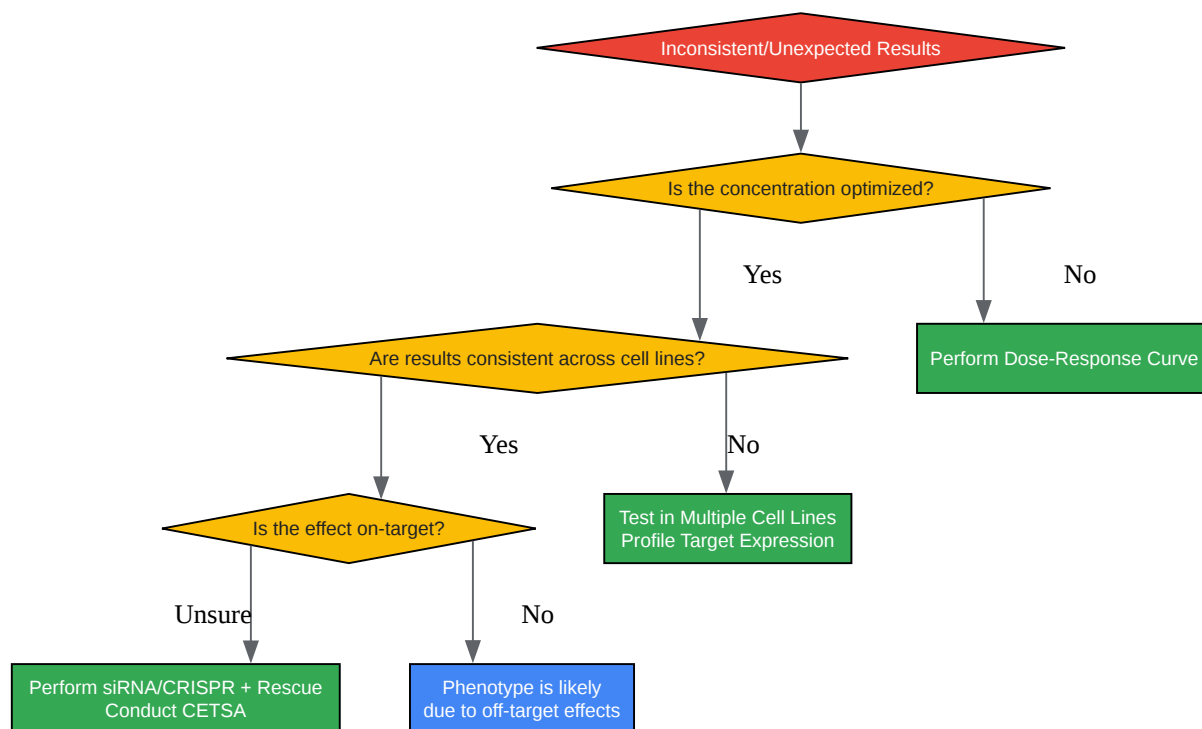 Inconsistent/Unexpected Results
Is the concentration optimized?
Yes
No
Are results consistent across cell lines?
Perform Dose-Response Curve
Yes
No
Is the effect on-target?
Test in Multiple Cell Lines
Profile Target Expression
Unsure
No
Perform siRNA/CRISPR + Rescue
Conduct CETSA
Phenotype is likely
due to off-target effects